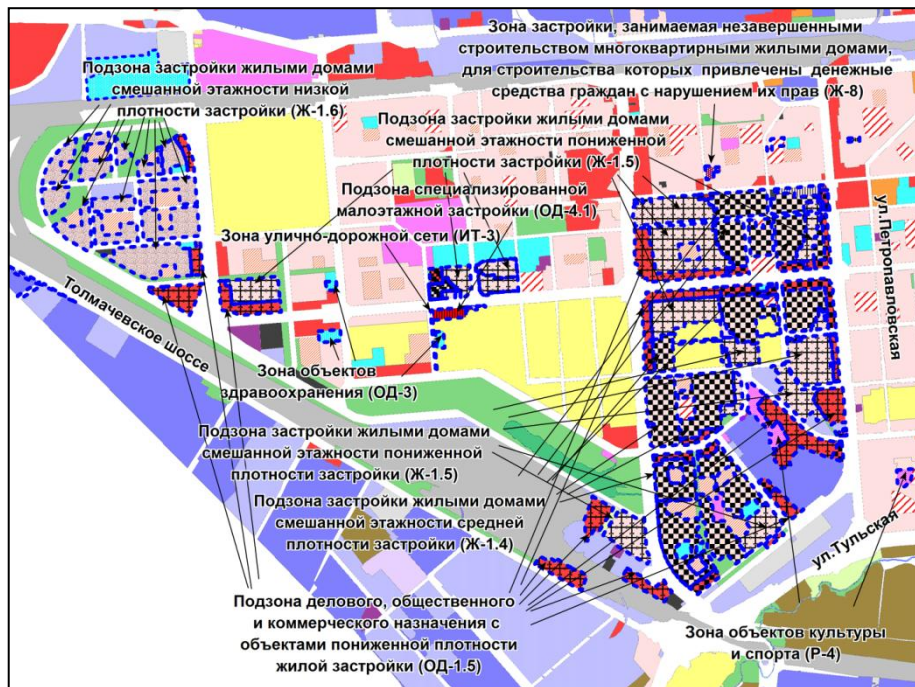 Зона застройки, занимаемая незавершенными
строительством многоквартирными жилыми домами,
для строительства которых привлечены денежные
средства граждан с нарушением их прав (Ж-8)
Подзона застройки жилыми домами
смешанной этажности низкой
плотности застройки (Ж-1.6)
Подзона застройки жилыми домами
смешанной этажности пониженной
плотности застройки (Ж-1.5)
Подзона специализированной
малоэтажной застройки (ОД-4.1)
Зона улично-дорожной сети (ИТ-3)
ул.Петропавловская
Толмачевское шоссе
Зона объектов
здравоохранения (ОД-3)
Подзона застройки жилыми домами
смешанной этажности пониженной
плотности застройки (Ж-1.5)
Подзона застройки жилыми домами
смешанной этажности средней
плотности застройки (Ж-1.4)
ул.Тульская
Подзона делового, общественного
и коммерческого назначения с
объектами пониженной плотности
жилой застройки (ОД-1.5)
Зона объектов культуры
и спорта (Р-4)